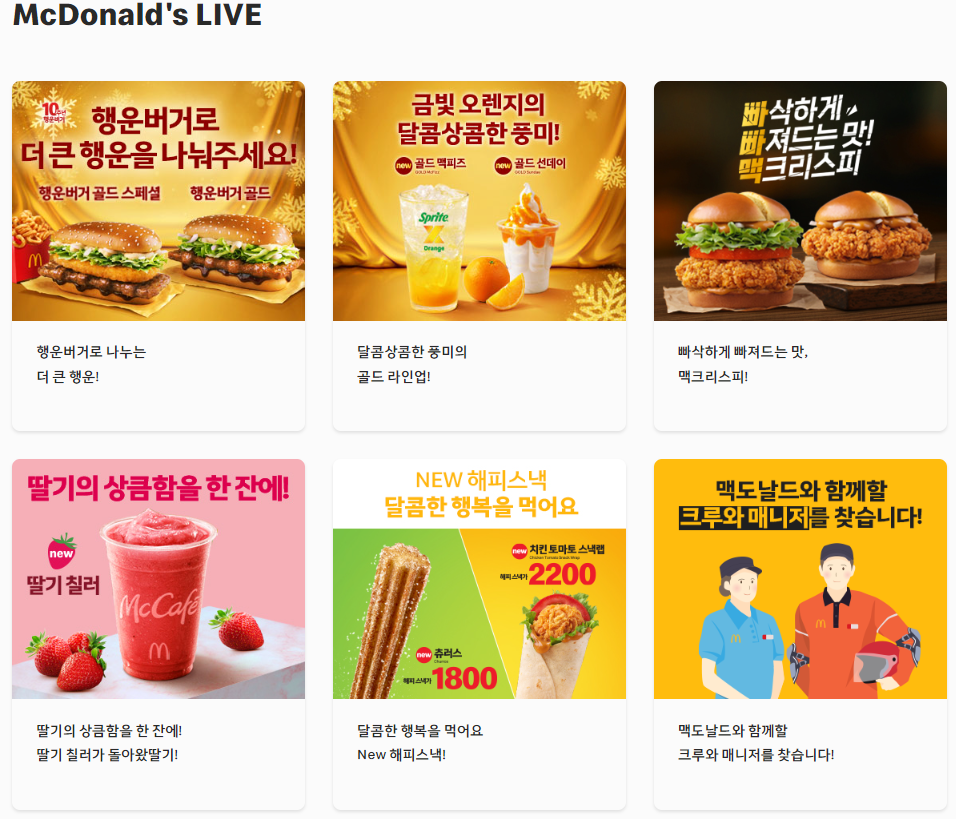 McDonald's LIVE
10주년
행운버거
행운버거로
더 큰 행운을 나눠주세요!
행운버거 골드 스페셜 행운버거 골드
행운버거로 나누는
더 큰 행운!
금빛 오렌지의
달콤상콤한 풍미!
new 골드 맥피즈 new 골드 선데이
GOLD McFizz GOLD Sundae
Sprite
Orange
달콤상콤한 풍미의
골드 라인업!
빠삭하게
빠져드는 맛!
맥크리스피
빠삭하게 빠져드는 맛,
맥크리스피!
딸기의 상큼함을 한 잔에!
new
딸기 칠러
McCafé
딸기의 상큼함을 한 잔에!
딸기 칠러가 돌아왔딸기!
NEW 해피스낵
달콤한 행복을 먹어요
new 치킨 토마토 스낵랩
Chicken Tomato Snack Wrap
해피스낵가 2200
new 츄러스
Churros
해피스낵가 1800
달콤한 행복을 먹어요
New 해피스낵!
맥도날드와 함께할
크루와 매니저를 찾습니다!
맥도날드와 함께할
크루와 매니저를 찾습니다!